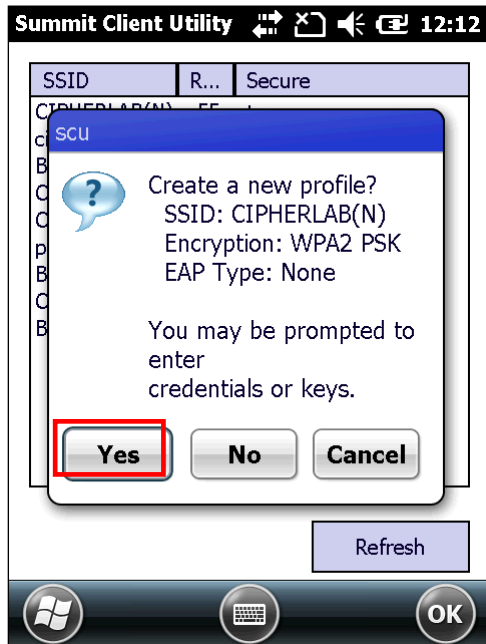 Summit Client Utility 12:12
SSID R... Secure
CIPHERLAB(N)
scu
Create a new profile?
SSID: CIPHERLAB(N)
Encryption: WPA2 PSK
EAP Type: None
You may be prompted to
enter
credentials or keys.
Yes No Cancel
Refresh
OK